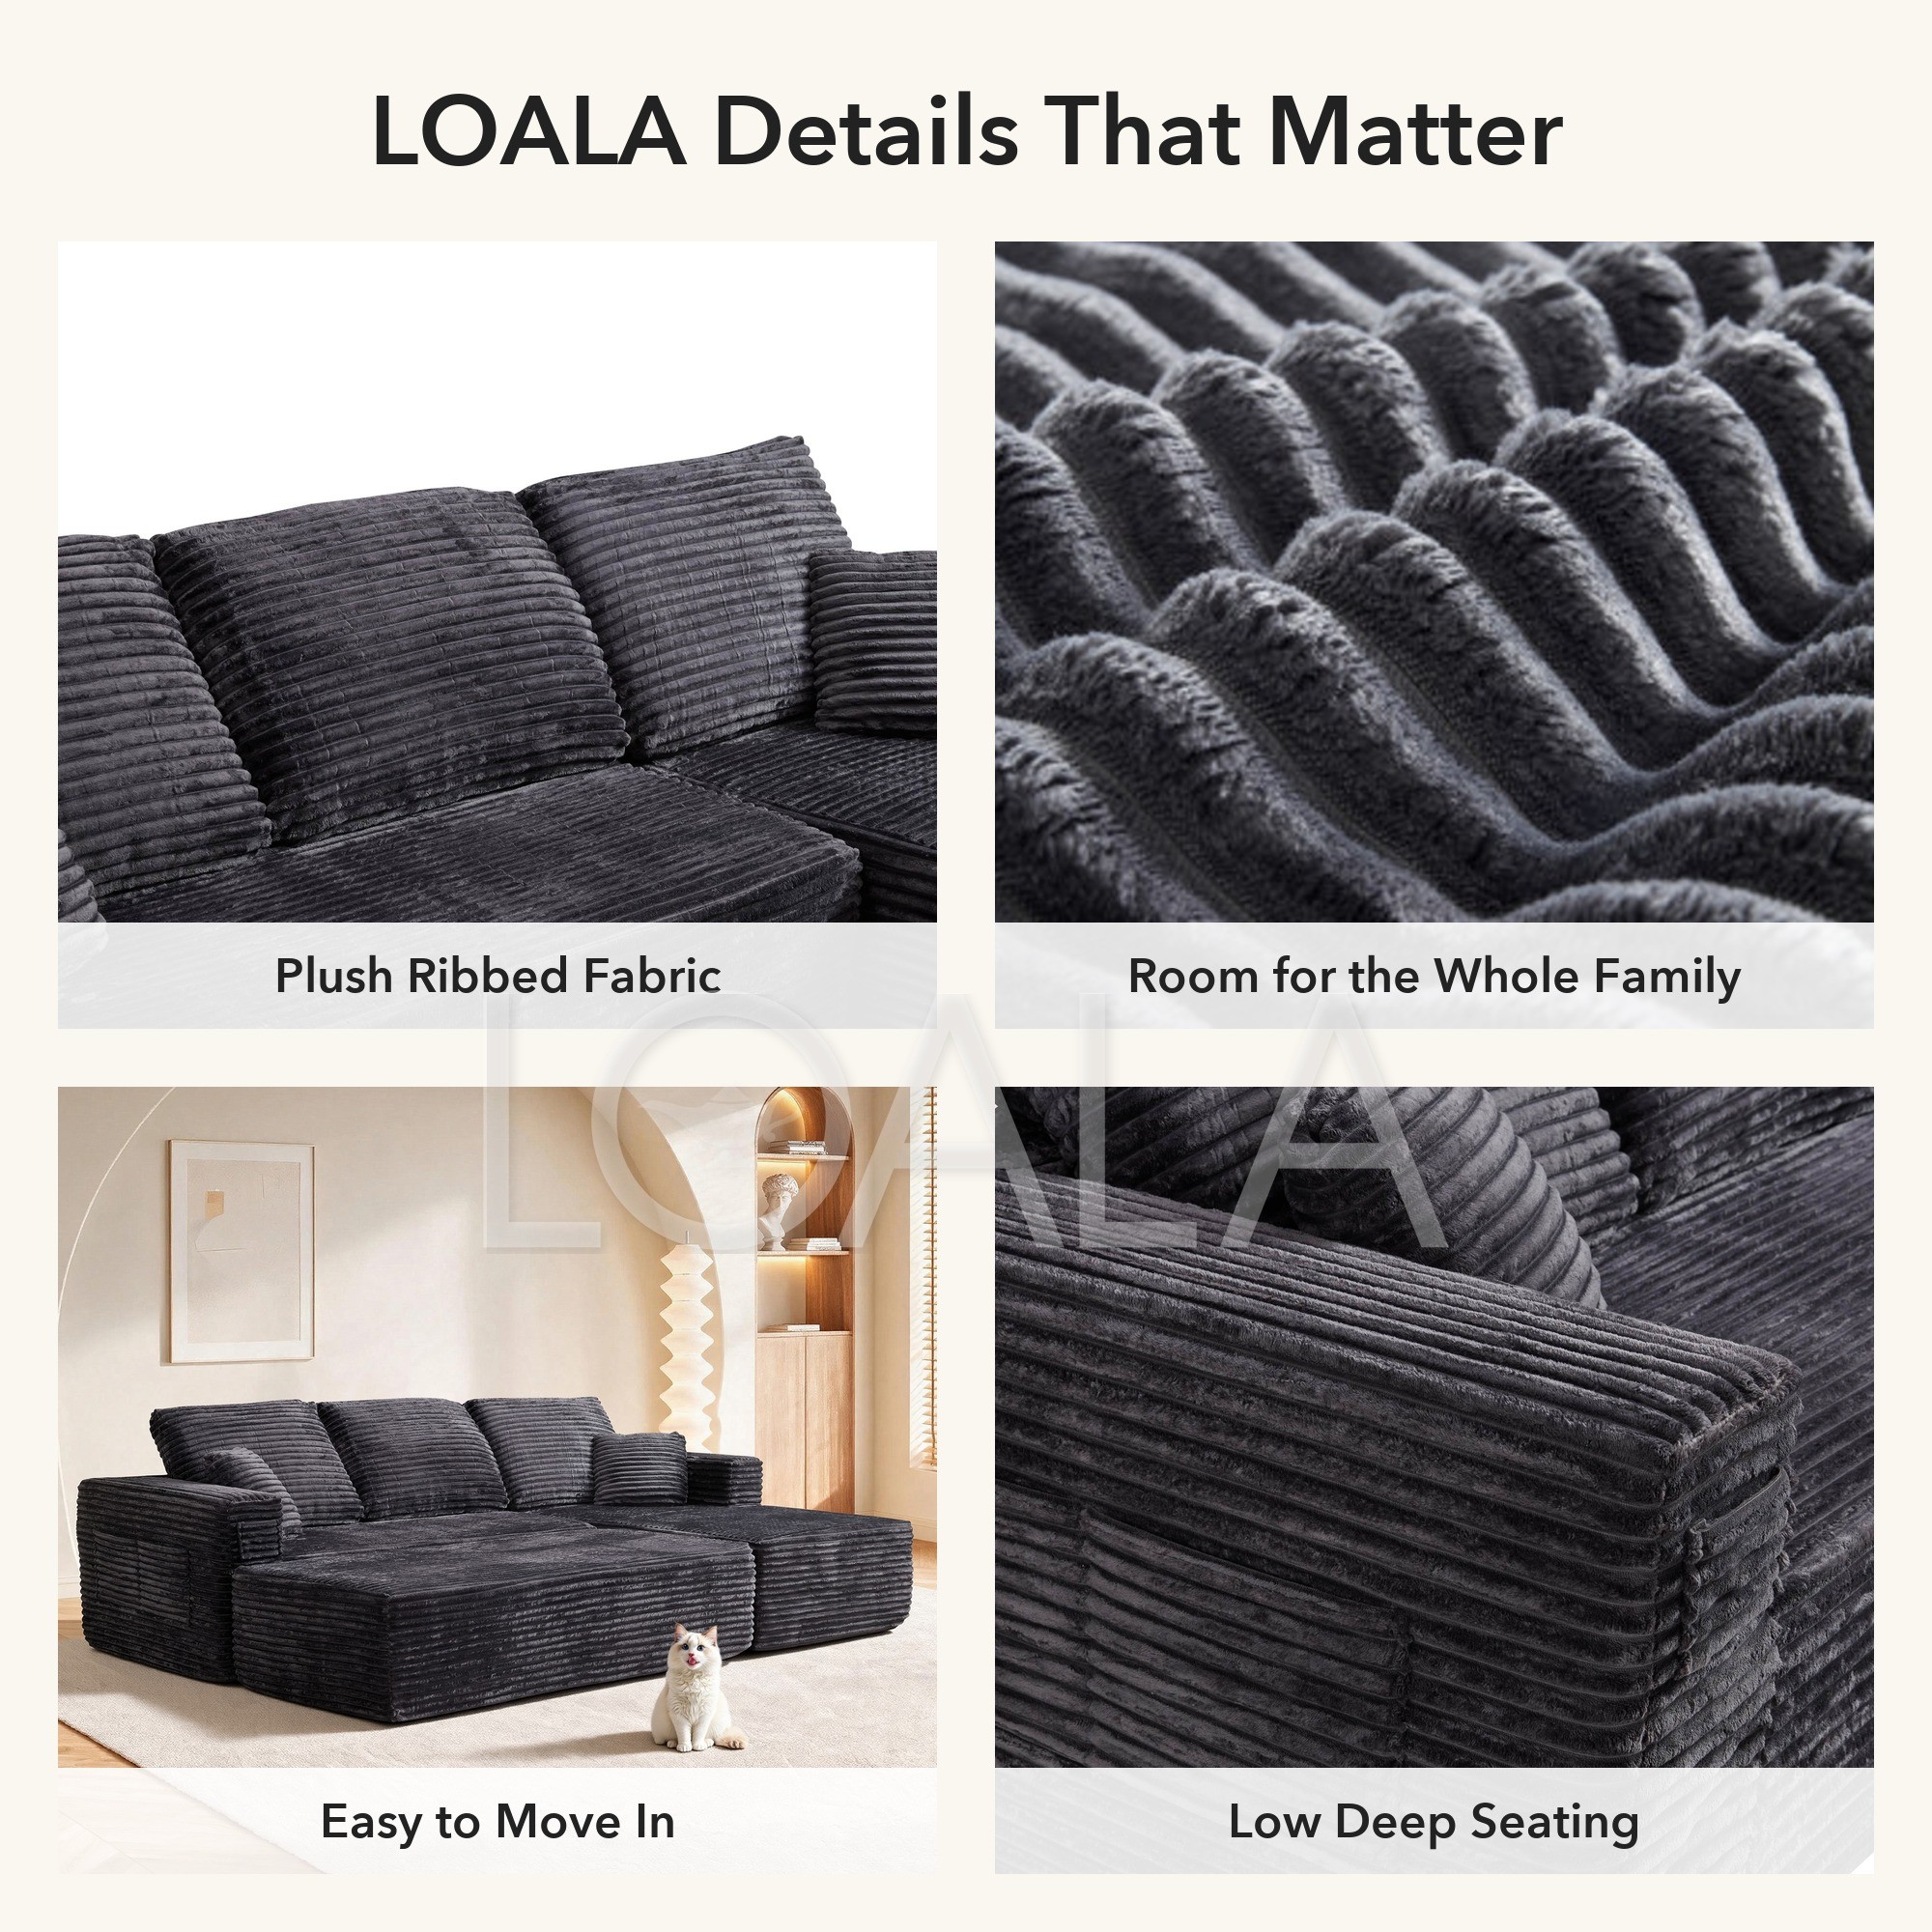 LOALA Details That Matter
Plush Ribbed Fabric
Room for the Whole Family
LOALA
Easy to Move In
Low Deep Seating